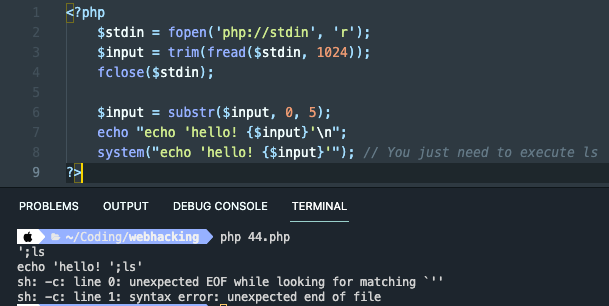 1 <?php
2 $stdin = fopen('php://stdin', 'r');
3 $input = trim(fread($stdin, 1024));
4 fclose($stdin);
5
6 $input = substr($input, 0, 5);
7 echo "echo 'hello! {$input}'\n";
8 system("echo 'hello! {$input}'"); // You just need to execute ls
9 ?>
PROBLEMS OUTPUT DEBUG CONSOLE TERMINAL
~/Coding/webhacking php 44.php
';ls
echo 'hello! ';ls'
sh: -c: line 0: unexpected EOF while looking for matching `''
sh: -c: line 1: syntax error: unexpected end of file